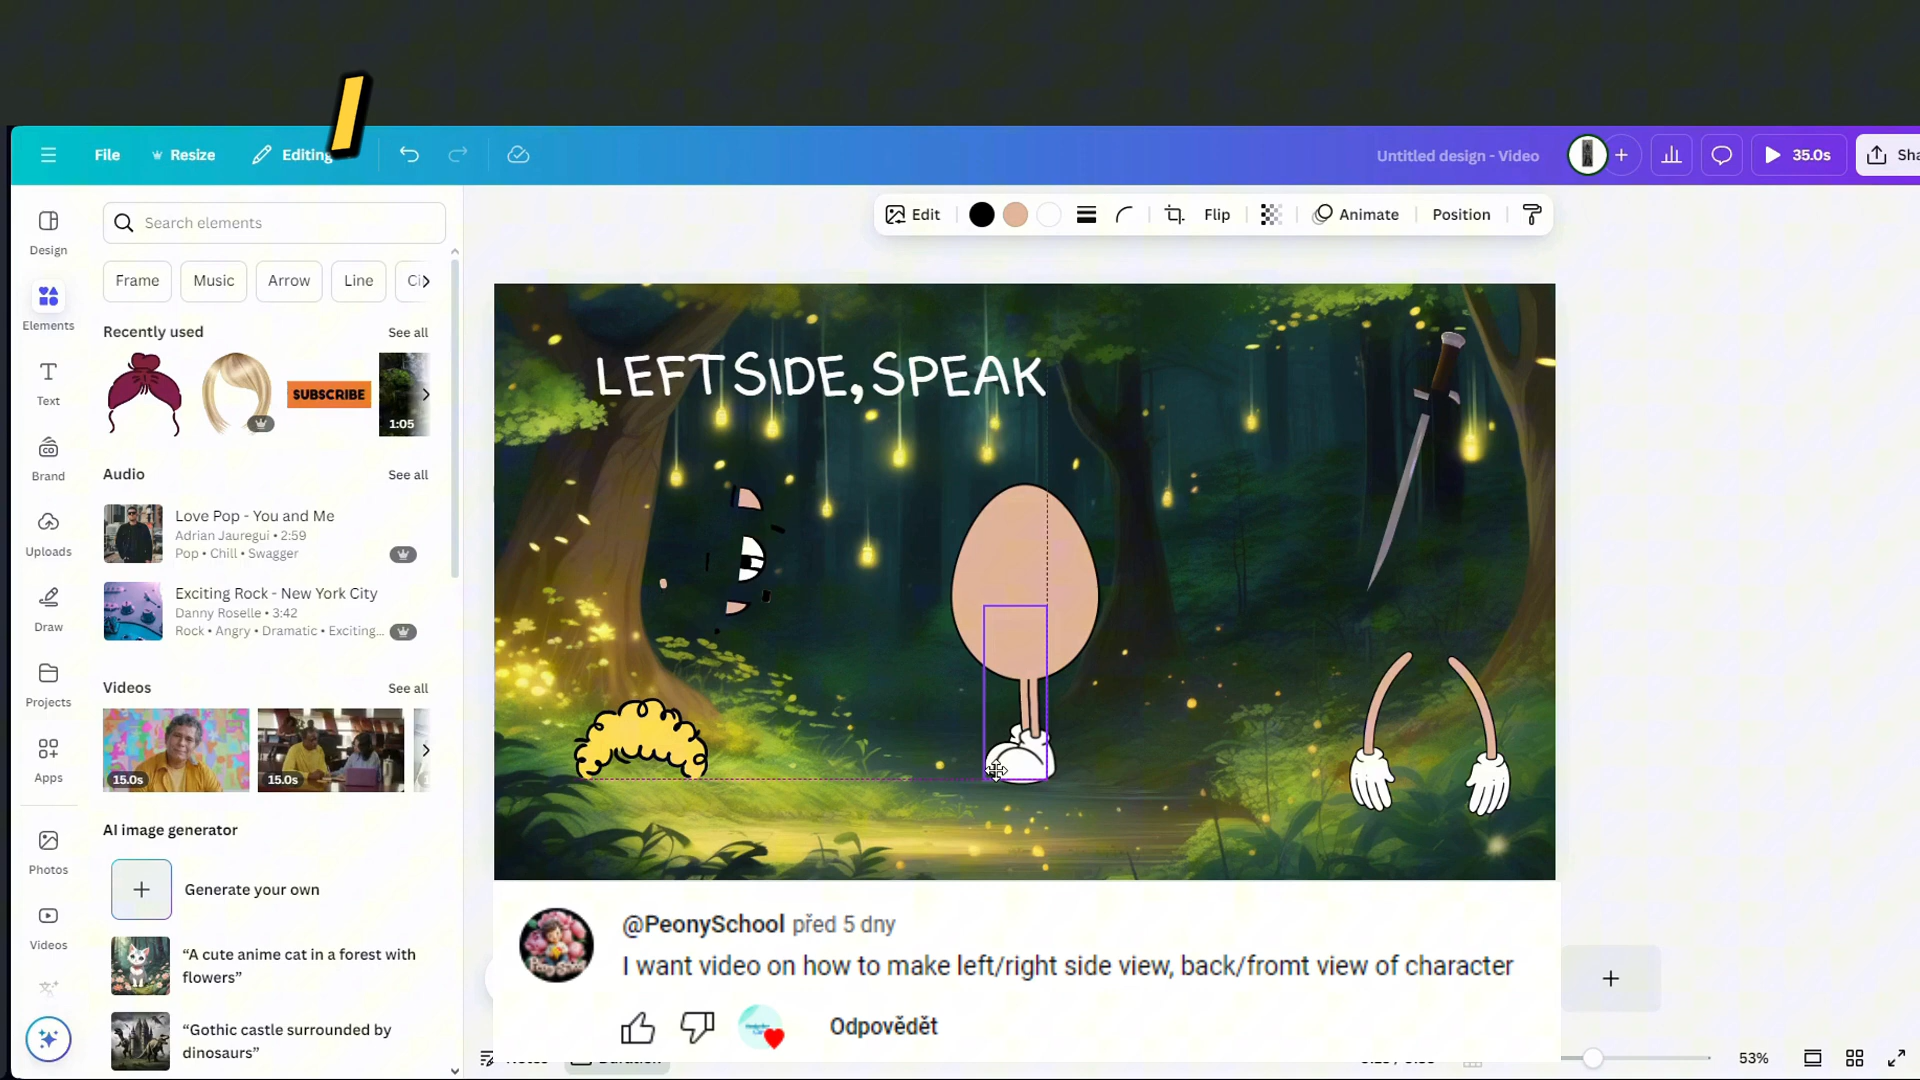 File
Resize
Editing
Untitled design - Video
35.0s
Design
Elements
Text
Brand
Uploads
Draw
Projects
Apps
Photos
Videos
Search elements
Frame
Music
Arrow
Line
Recently used
See all
SUBSCRIBE
1:05
Audio
See all
Love Pop - You and Me
Adrian Jauregui • 2:59
Pop • Chill • Swagger
Exciting Rock - New York City
Danny Roselle • 3:42
Rock • Angry • Dramatic • Exciting...
Videos
See all
15.0s
15.0s
AI image generator
Generate your own
“A cute anime cat in a forest with
flowers”
“Gothic castle surrounded by
dinosaurs”
Edit
Flip
Animate
Position
LEFT SIDE, SPEAK
@PeonySchool před 5 dny
I want video on how to make left/right side view, back/fromt view of character
Odpovědět
53%